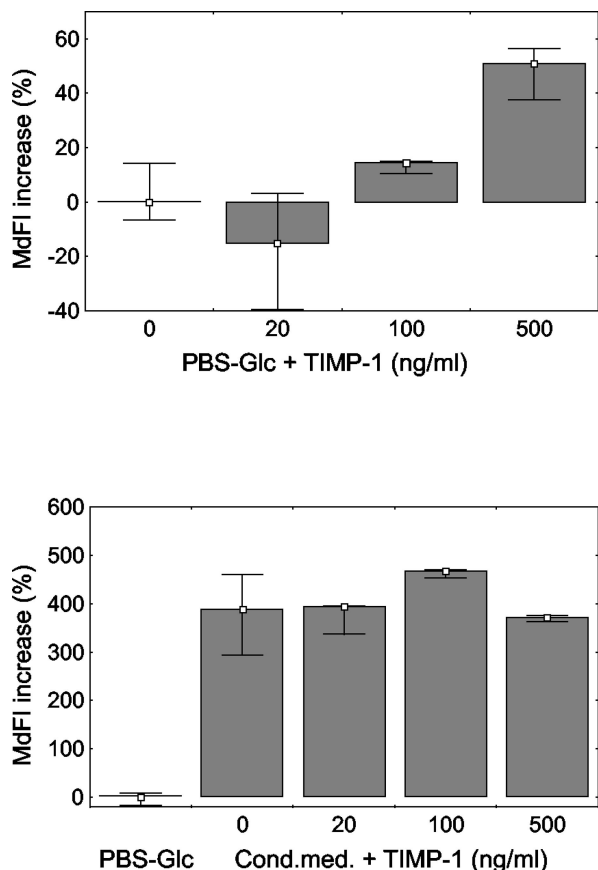 60
40
20
0
-20
-40
MdFI increase (%)
0 20 100 500
PBS-Glc + TIMP-1 (ng/ml)
600
500
400
300
200
100
0
MdFI increase (%)
0 20 100 500
PBS-Glc Cond.med. + TIMP-1 (ng/ml)